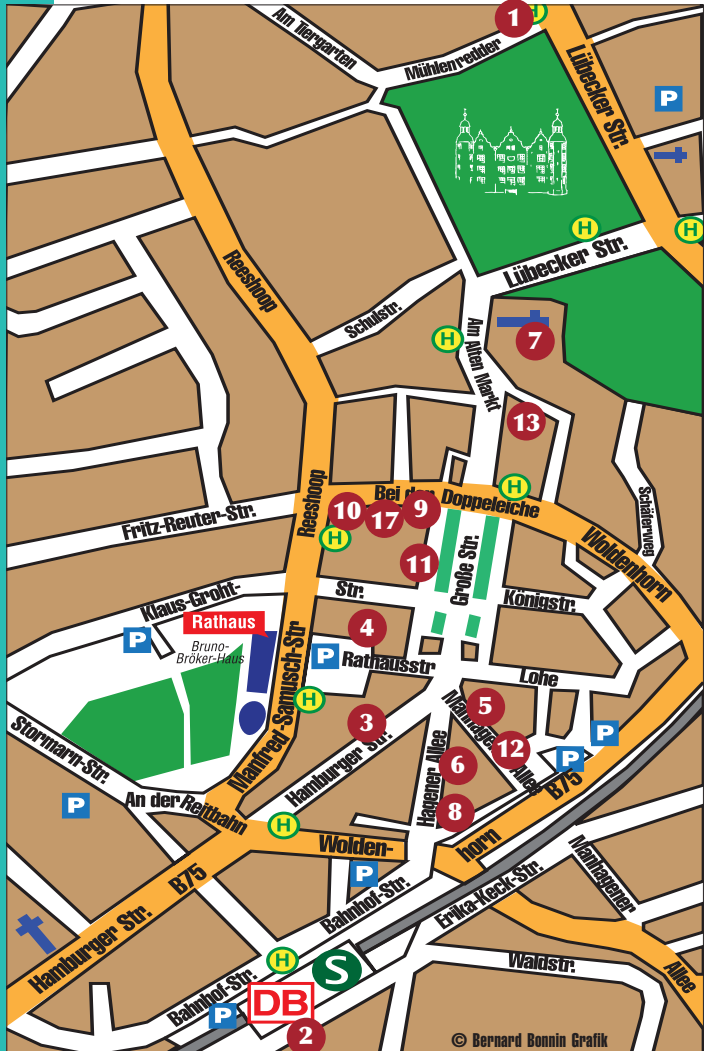 1
H
Am Tiergarten
Mühlenredder
Lübecker Str.
P
H
H
Lübecker Str.
Reeshoop
Schulstr.
H
Am Alten Markt
7
13
Reeshoop
Bei der Doppeleiche
H
10
17
9
Fritz-Reuter-Str.
H
Schäferweg
Woldenhorn
11
Große Str.
Klaus-Groht-
Str.
Königstr.
Rathaus
4
P
Bruno-
Bröker-Haus
P
Rathausstr
Lohe
Manfred-Samusch-Str
H
3
5
Manhagener Allee
12
P
P
Stormarn-Str.
Hamburger Str.
Hagener Allee
6
8
B75
P
An der Reitbahn
H
Wolden-
horn
B75
P
Bahnhof-Str.
Erika-Keck-Str.
Manhagener
Allee
Hamburger Str.
H
S
Waldstr.
Bahnhof-Str.
P
DB
2
© Bernard Bonnin Grafik